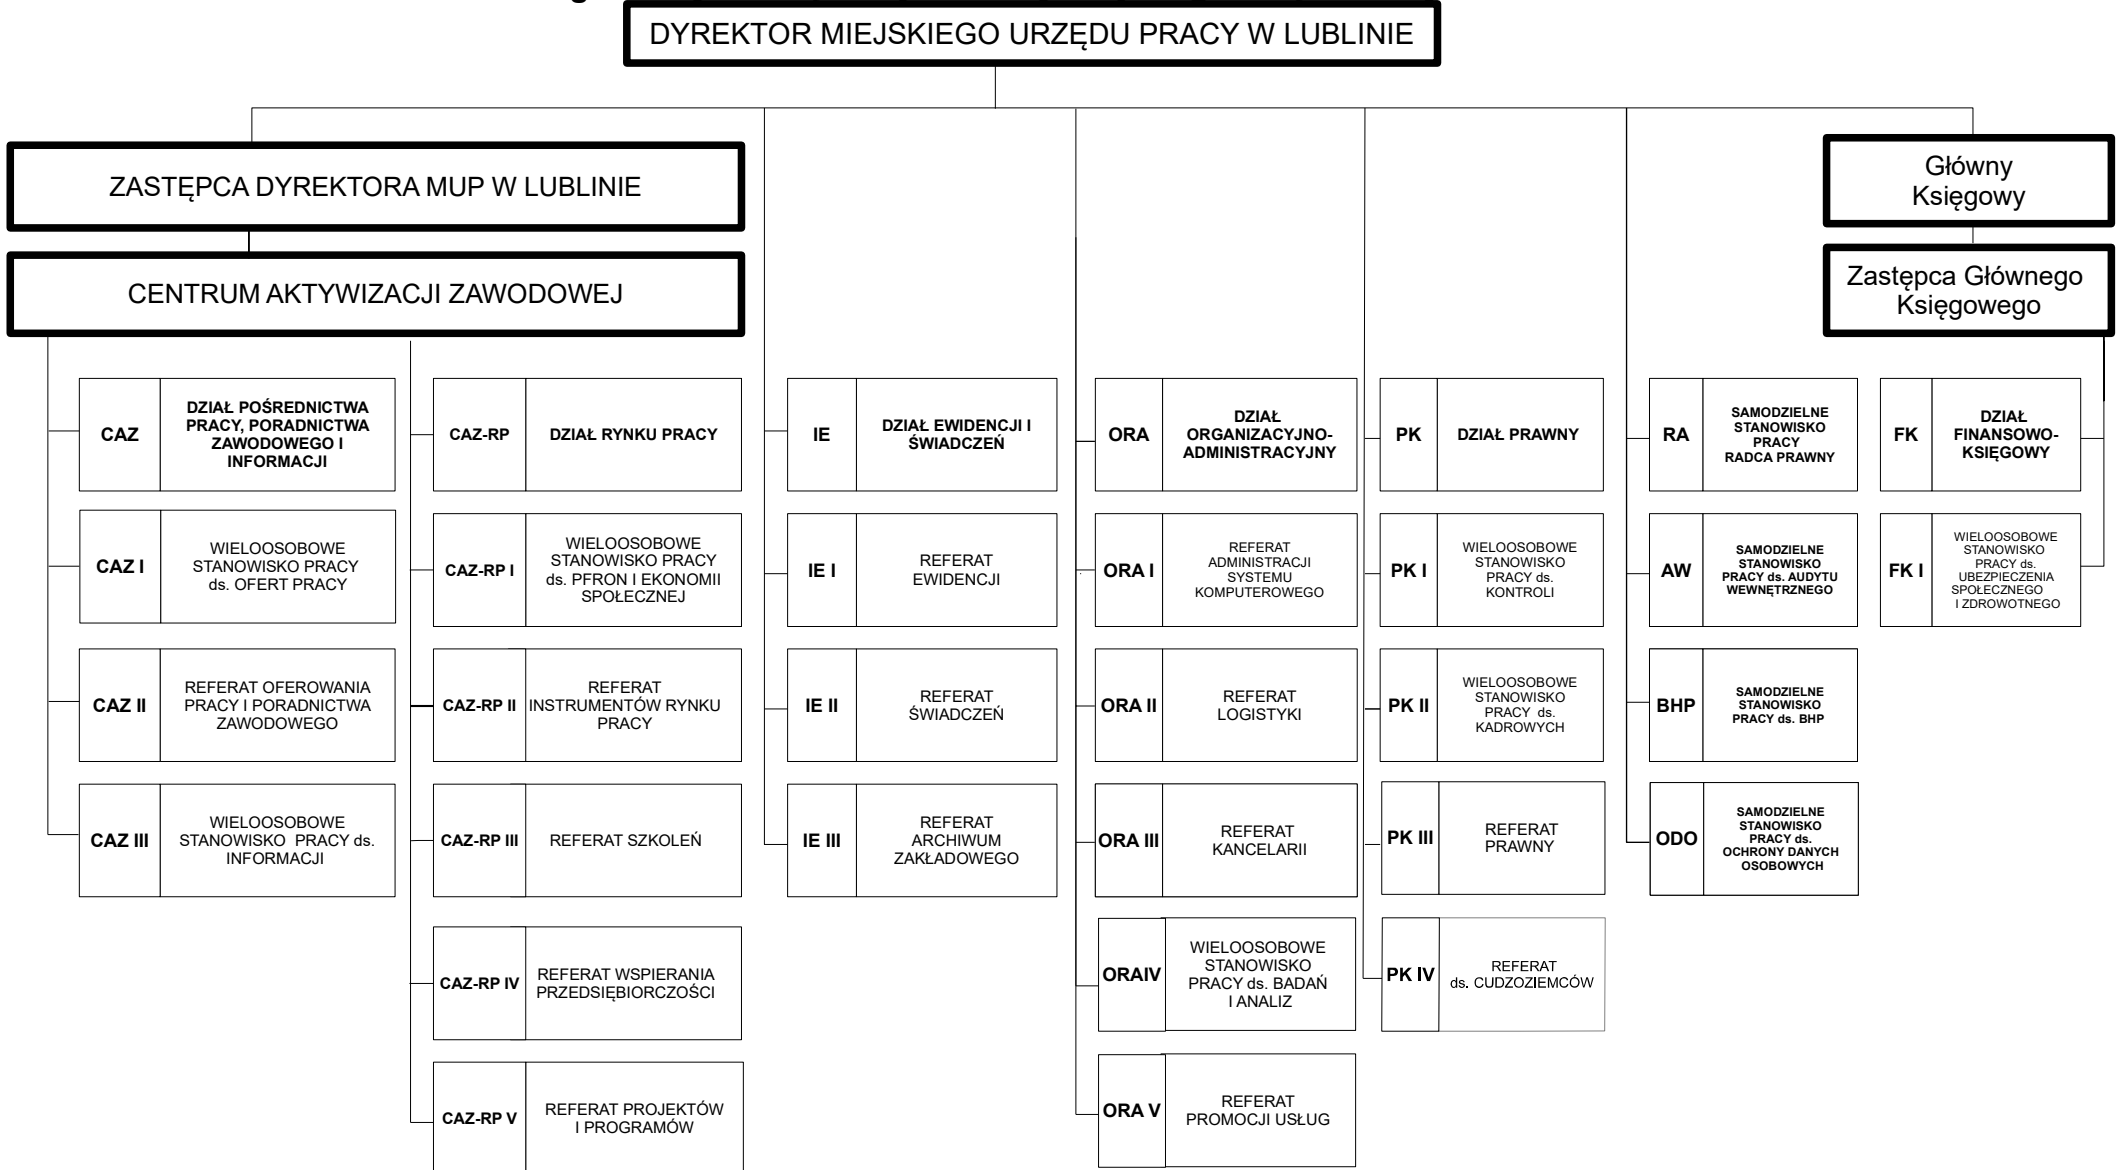 g
DYREKTOR MIEJSKIEGO URZĘDU PRACY W LUBLINIE
ZASTĘPCA DYREKTORA MUP W LUBLINIE
Główny
Księgowy
CENTRUM AKTYWIZACJI ZAWODOWEJ
Zastępca Głównego
Księgowego
CAZ
DZIAŁ POŚREDNICTWA
PRACY, PORADNICTWA
ZAWODOWEGO I
INFORMACJI
CAZ-RP
DZIAŁ RYNKU PRACY
IE
DZIAŁ EWIDENCJI I
ŚWIADCZEŃ
ORA
DZIAŁ
ORGANIZACYJNO-
ADMINISTRACYJNY
PK
DZIAŁ PRAWNY
RA
SAMODZIELNE
STANOWISKO
PRACY
RADCA PRAWNY
FK
DZIAŁ
FINANSOWO-
KSIĘGOWY
CAZ I
WIELOOSOBOWE
STANOWISKO PRACY
ds. OFERT PRACY
CAZ-RP I
WIELOOSOBOWE
STANOWISKO PRACY
ds. PFRON I EKONOMII
SPOŁECZNEJ
IE I
REFERAT
EWIDENCJI
ORA I
REFERAT
ADMINISTRACJI
SYSTEMU
KOMPUTEROWEGO
PK I
WIELOOSOBOWE
STANOWISKO
PRACY ds.
KONTROLI
AW
SAMODZIELNE
STANOWISKO
PRACY ds. AUDYTU
WEWNĘTRZNEGO
FK I
WIELOOSOBOWE
STANOWISKO
PRACY ds.
UBEZPIECZENIA
SPOŁECZNEGO
I ZDROWOTNEGO
CAZ II
REFERAT OFEROWANIA
PRACY I PORADNICTWA
ZAWODOWEGO
CAZ-RP II
REFERAT
INSTRUMENTÓW RYNKU
PRACY
IE II
REFERAT
ŚWIADCZEŃ
ORA II
REFERAT
LOGISTYKI
PK II
WIELOOSOBOWE
STANOWISKO
PRACY ds.
KADROWYCH
BHP
SAMODZIELNE
STANOWISKO
PRACY ds. BHP
CAZ III
WIELOOSOBOWE
STANOWISKO PRACY ds.
INFORMACJI
CAZ-RP III
REFERAT SZKOLEŃ
IE III
REFERAT
ARCHIWUM
ZAKŁADOWEGO
ORA III
REFERAT
KANCELARII
PK III
REFERAT
PRAWNY
ODO
SAMODZIELNE
STANOWISKO
PRACY ds.
OCHRONY DANYCH
OSOBOWYCH
CAZ-RP IV
REFERAT WSPIERANIA
PRZEDSIĘBIORCZOŚCI
ORAIV
WIELOOSOBOWE
STANOWISKO
PRACY ds. BADAŃ
I ANALIZ
PK IV
REFERAT
ds. CUDZOZIEMCÓW
CAZ-RP V
REFERAT PROJEKTÓW
I PROGRAMÓW
ORA V
REFERAT
PROMOCJI USŁUG